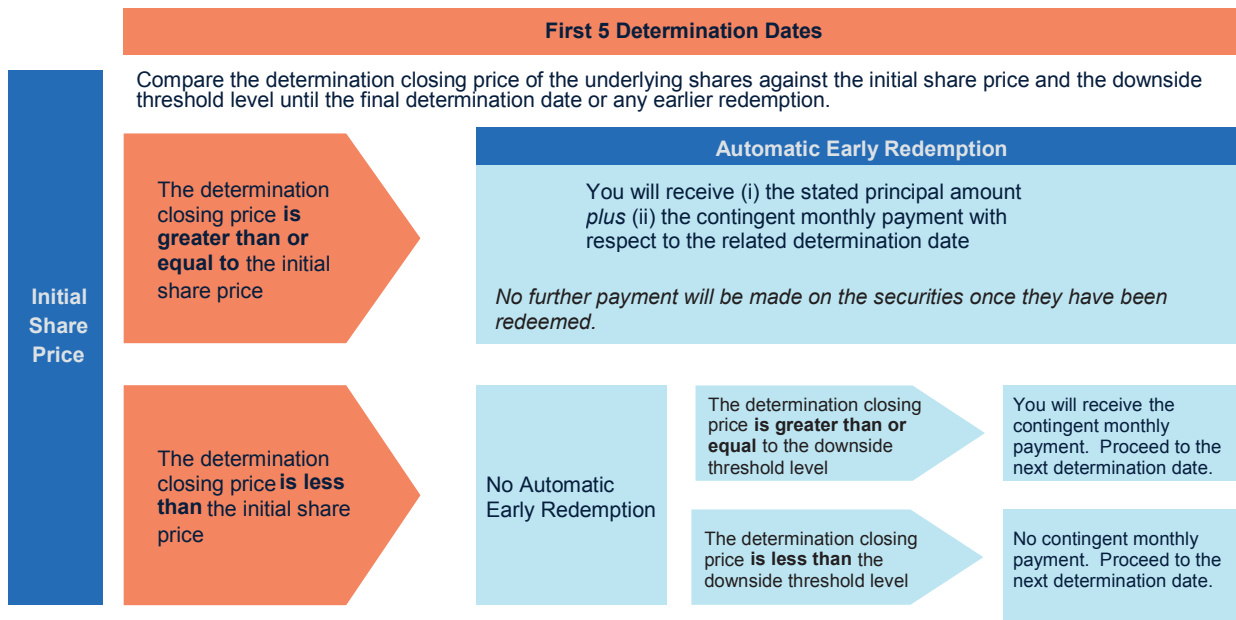 First 5 Determination Dates
Compare the determination closing price of the underlying shares against the initial share price and the downside
threshold level until the final determination date or any earlier redemption.
Initial
Share
Price
The determination
closing price is
greater than or
equal to the initial
share price
Automatic Early Redemption
You will receive (i) the stated principal amount
plus (ii) the contingent monthly payment with
respect to the related determination date
No further payment will be made on the securities once they have been
redeemed.
The determination
closing price is less
than the initial share
price
No Automatic
Early Redemption
The determination closing
price is greater than or
equal to the downside
threshold level
You will receive the
contingent monthly
payment. Proceed to the
next determination date.
The determination closing
price is less than the
downside threshold level
No contingent monthly
payment. Proceed to the
next determination date.